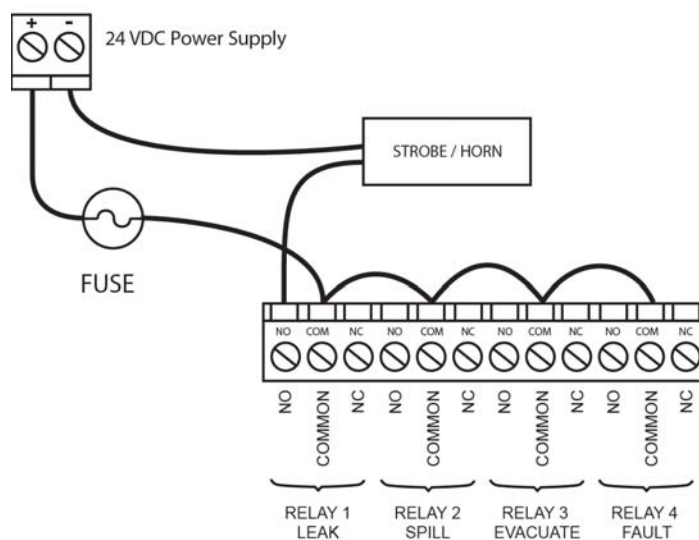 + -
24 VDC Power Supply
STROBE / HORN
FUSE
NO COM NC NO COM NC NO COM NC NO COM NC
NO COMMON NC NO COMMON NC NO COMMON NC NO COMMON NC
RELAY 1 RELAY 2 RELAY 3 RELAY 4
LEAK SPILL EVACUATE FAULT